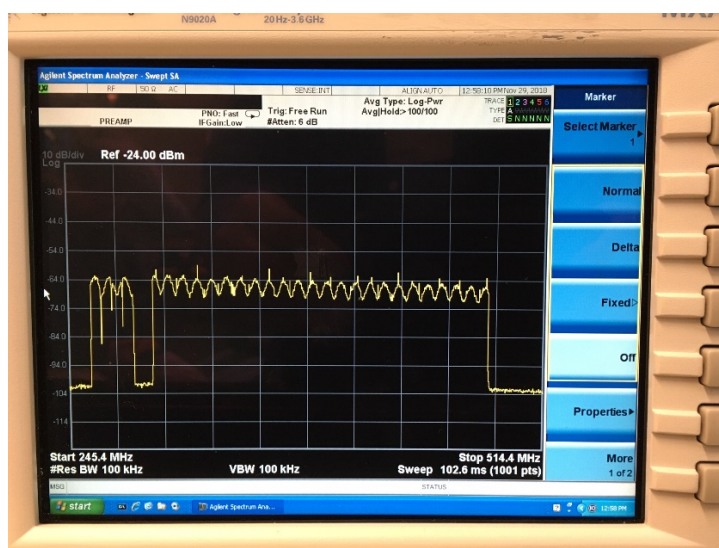 N9020A
20Hz-3.6GHz
Agilent Spectrum Analyzer - Swept SA
RF 50 Ω AC SENSE:INT ALIGN AUTO 12:58:10 PM Nov 29, 2018
Marker
PREAMP
PNO: Fast
IFGain:Low
Trig: Free Run
#Atten: 6 dB
Avg Type: Log-Pwr
Avg|Hold:> 100/100
TRACE 1 2 3 4 5 6
TYPE A
DET S N N N N N
Select Marker
1
10 dB/div
Log
Ref -24.00 dBm
-34.0
-44.0
-54.0
-64.0
-74.0
-84.0
-94.0
-104
-114
Normal
Delta
Fixed
Off
Properties
More
1 of 2
Start 245.4 MHz
Stop 514.4 MHz
#Res BW 100 kHz
VBW 100 kHz
Sweep 102.6 ms (1001 pts)
MSG
STATUS
start
Agilent Spectrum Ana...
12:58 PM